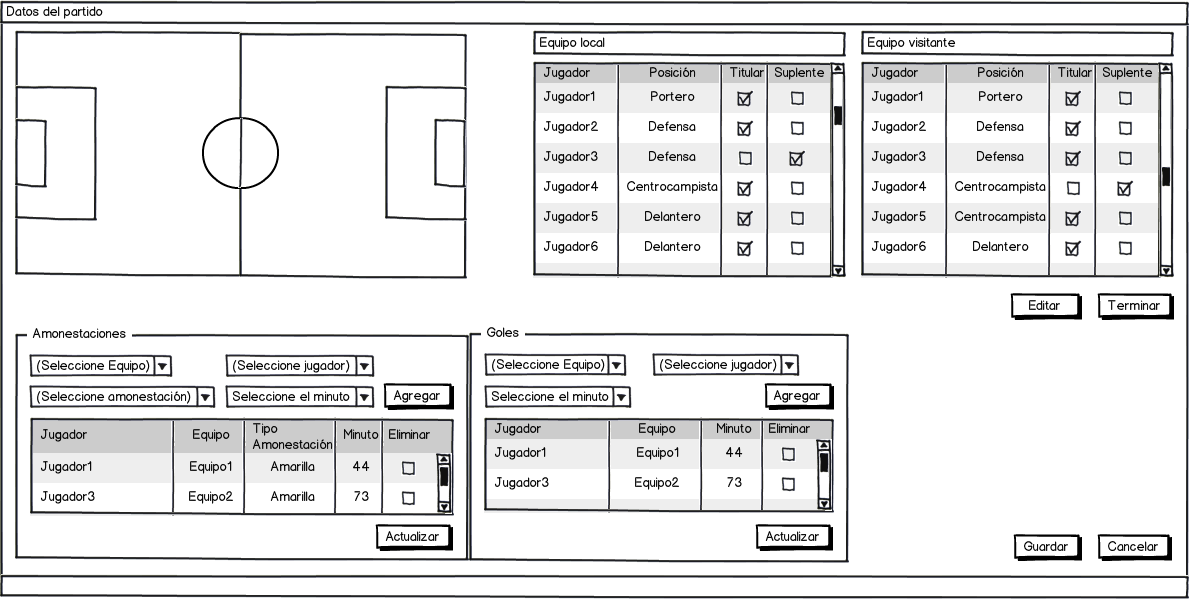 Datos del partido
Equipo local
Jugador Posición Titular Suplente
Jugador1 Portero
Jugador2 Defensa
Jugador3 Defensa
Jugador4 Centrocampista
Jugador5 Delantero
Jugador6 Delantero
Equipo visitante
Jugador Posición Titular Suplente
Jugador1 Portero
Jugador2 Defensa
Jugador3 Defensa
Jugador4 Centrocampista
Jugador5 Centrocampista
Jugador6 Delantero
Editar Terminar
Amonestaciones
(Seleccione Equipo) (Seleccione jugador)
(Seleccione amonestación) Seleccione el minuto Agregar
Jugador Equipo Tipo Amonestación Minuto Eliminar
Jugador1 Equipo1 Amarilla 44
Jugador3 Equipo2 Amarilla 73
Actualizar
Goles
(Seleccione Equipo) (Seleccione jugador)
Seleccione el minuto Agregar
Jugador Equipo Minuto Eliminar
Jugador1 Equipo1 44
Jugador3 Equipo2 73
Actualizar
Guardar Cancelar